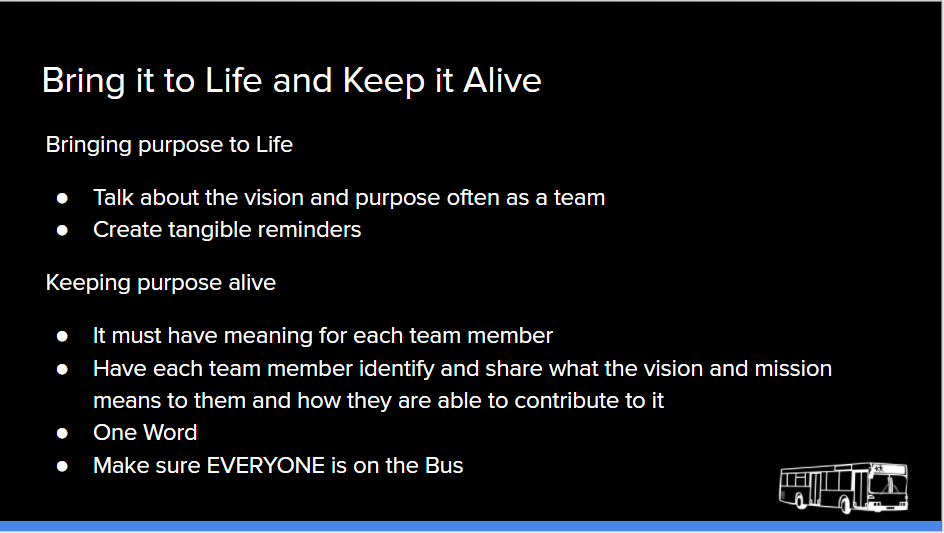 Bring it to Life and Keep it Alive
Bringing purpose to Life
● Talk about the vision and purpose often as a team
● Create tangible reminders
Keeping purpose alive
● It must have meaning for each team member
● Have each team member identify and share what the vision and mission
means to them and how they are able to contribute to it
● One Word
● Make sure EVERYONE is on the Bus